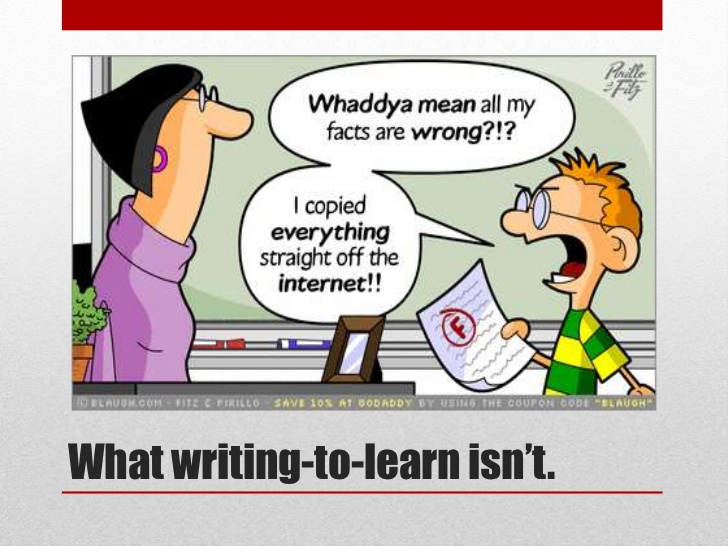 Pirillo
& Fitz
Whaddya mean all my
facts are wrong?!?
I copied
everything
straight off the
internet!!
F
© BLAUGH.COM - FITZ & PIRILLO - SAVE 10% AT GODADDY BY USING THE COUPON CODE "BLAUGH"
What writing-to-learn isn't.